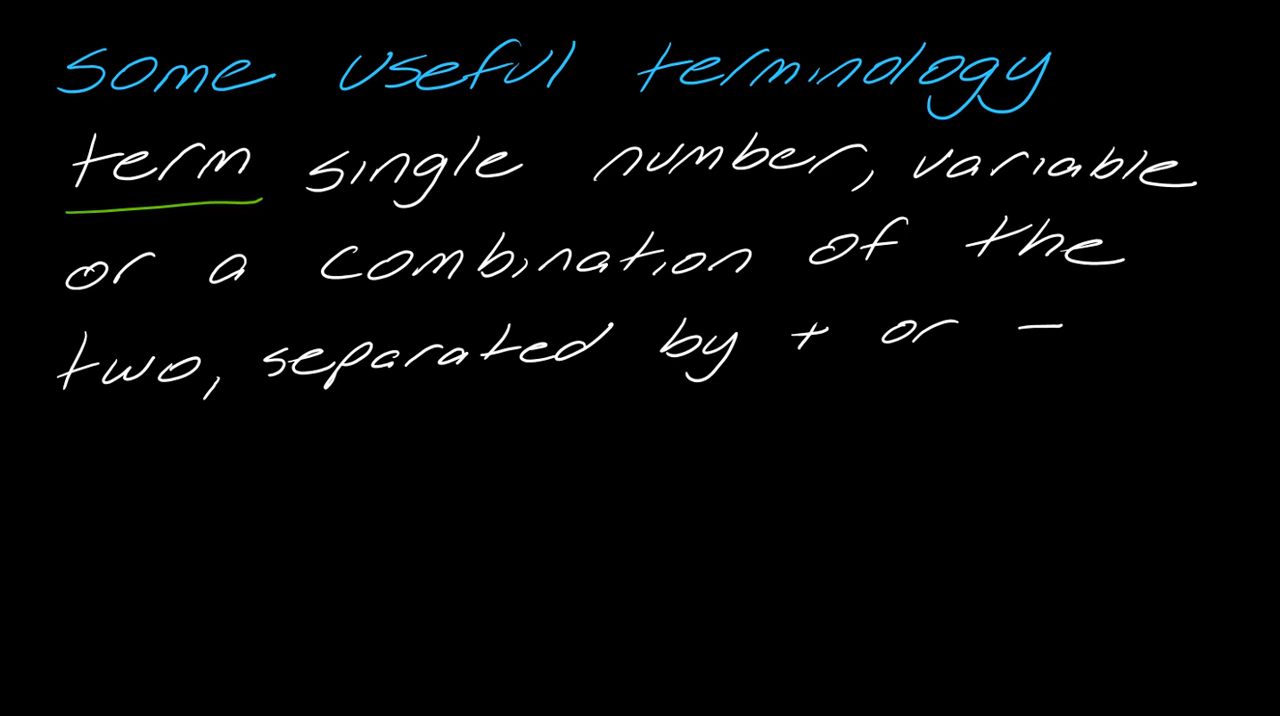 some useful terminology
term single number, variable
or a combination of the
two, separated by + or -